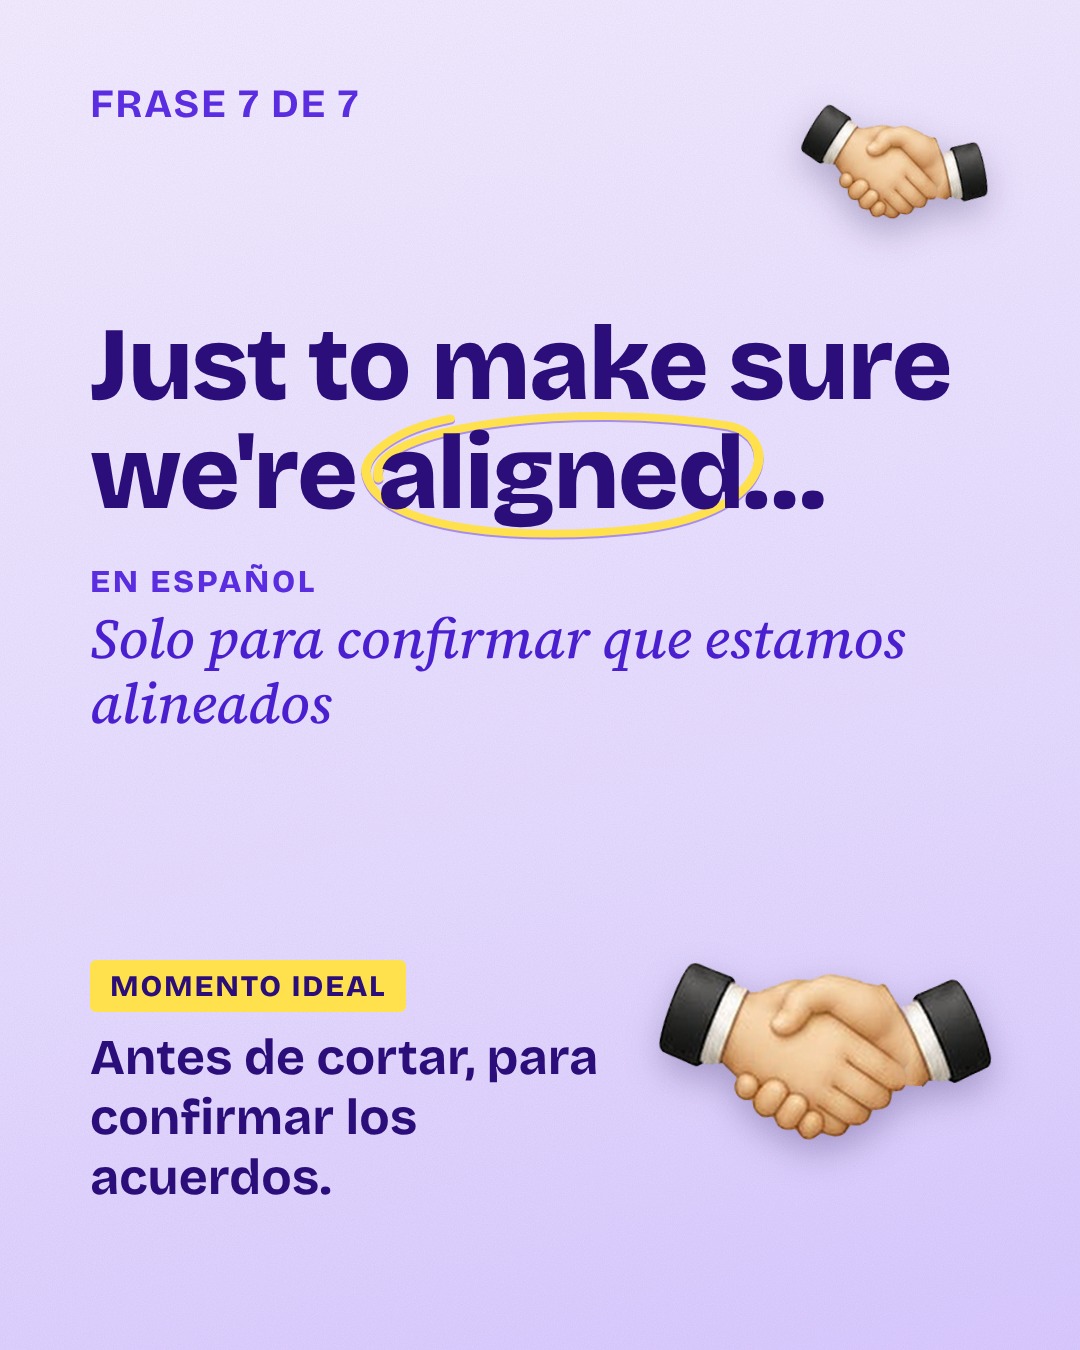 FRASE 7 DE 7
Just to make sure
we're aligned...
EN ESPAÑOL
Solo para confirmar que estamos
alineados
MOMENTO IDEAL
Antes de cortar, para
confirmar los
acuerdos.